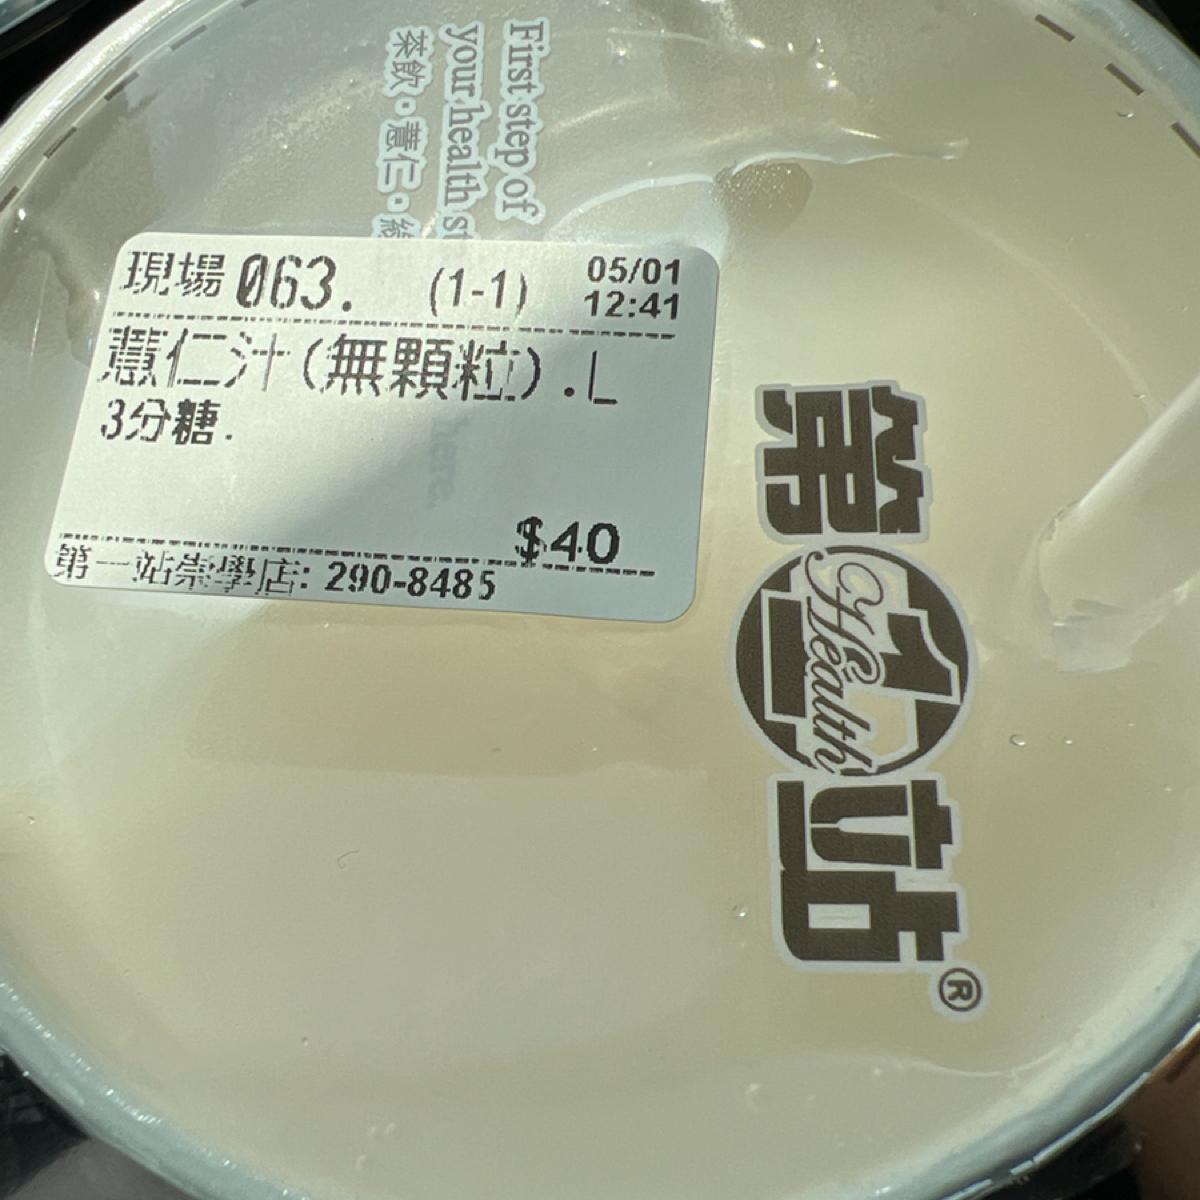 First step of
your health st
茶飲。薏仁。
現場 063. (1-1) 05/01
12:41
薏仁汁(無顆粒).L
3分糖.
here.
$40
第一站崇學店: 290-8485
第
1
Health
站®